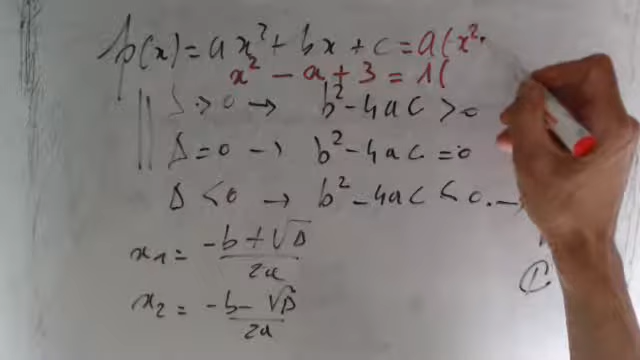 p(x) = ax² + bx + c = a(x².
x² - a + 3 = 1(
Δ > 0 → b² - 4ac > 0
Δ = 0 → b² - 4ac = 0
Δ < 0 → b² - 4ac < 0. →
x₁ = (-b + √Δ)/2a
x₂ = (-b - √Δ)/2a